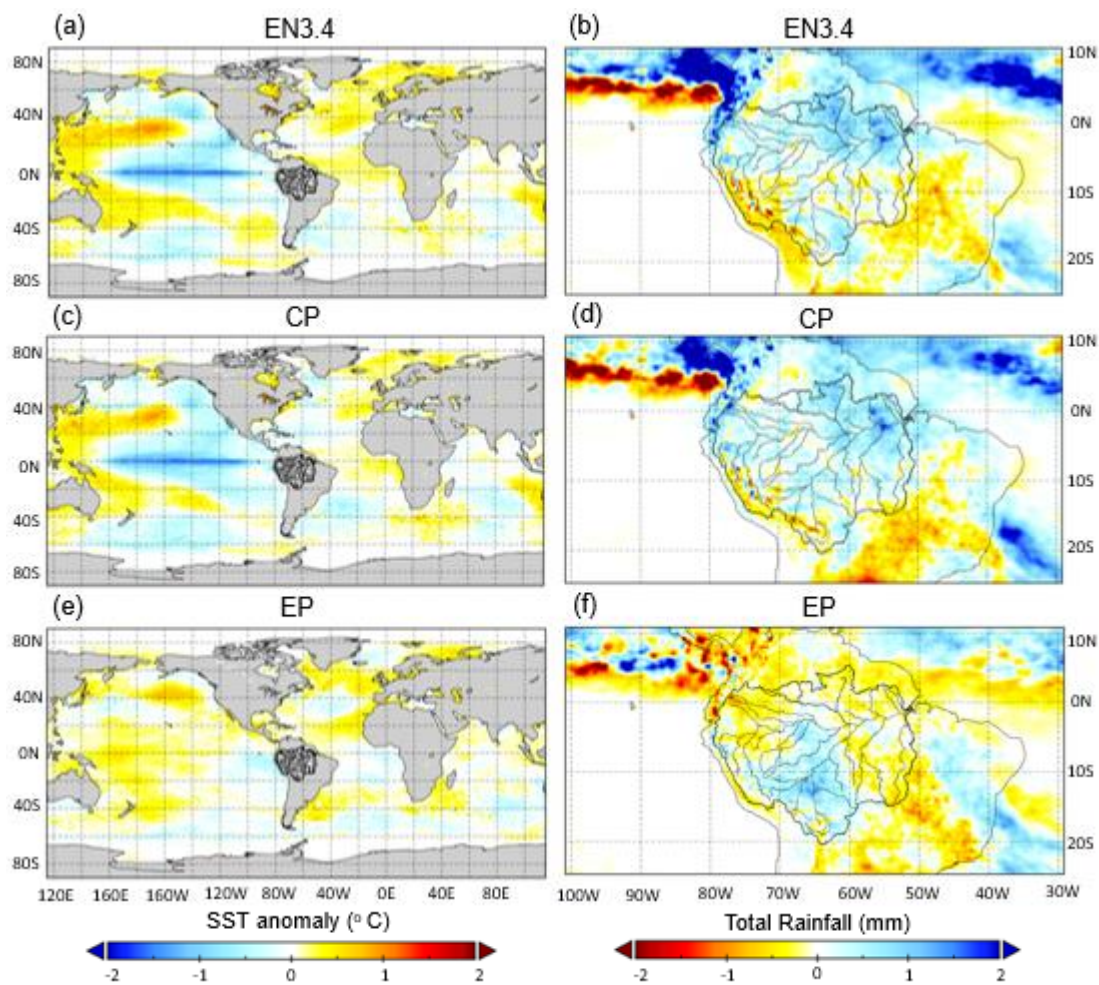 (a) EN3.4 (b) EN3.4
80N 10N
40N 0N
0N 10S
40S 20S
80S
(c) CP (d) CP
80N 10N
40N 0N
0N 10S
40S 20S
80S
(e) EP (f) EP
80N 10N
40N 0N
0N 10S
40S 20S
80S
120E 160E 160W 120W 80W 40W 0E 40E 80E 100W 90W 80W 70W 60W 50W 40W 30W
SST anomaly (° C) Total Rainfall (mm)
-2 -1 0 1 2 -2 -1 0 1 2